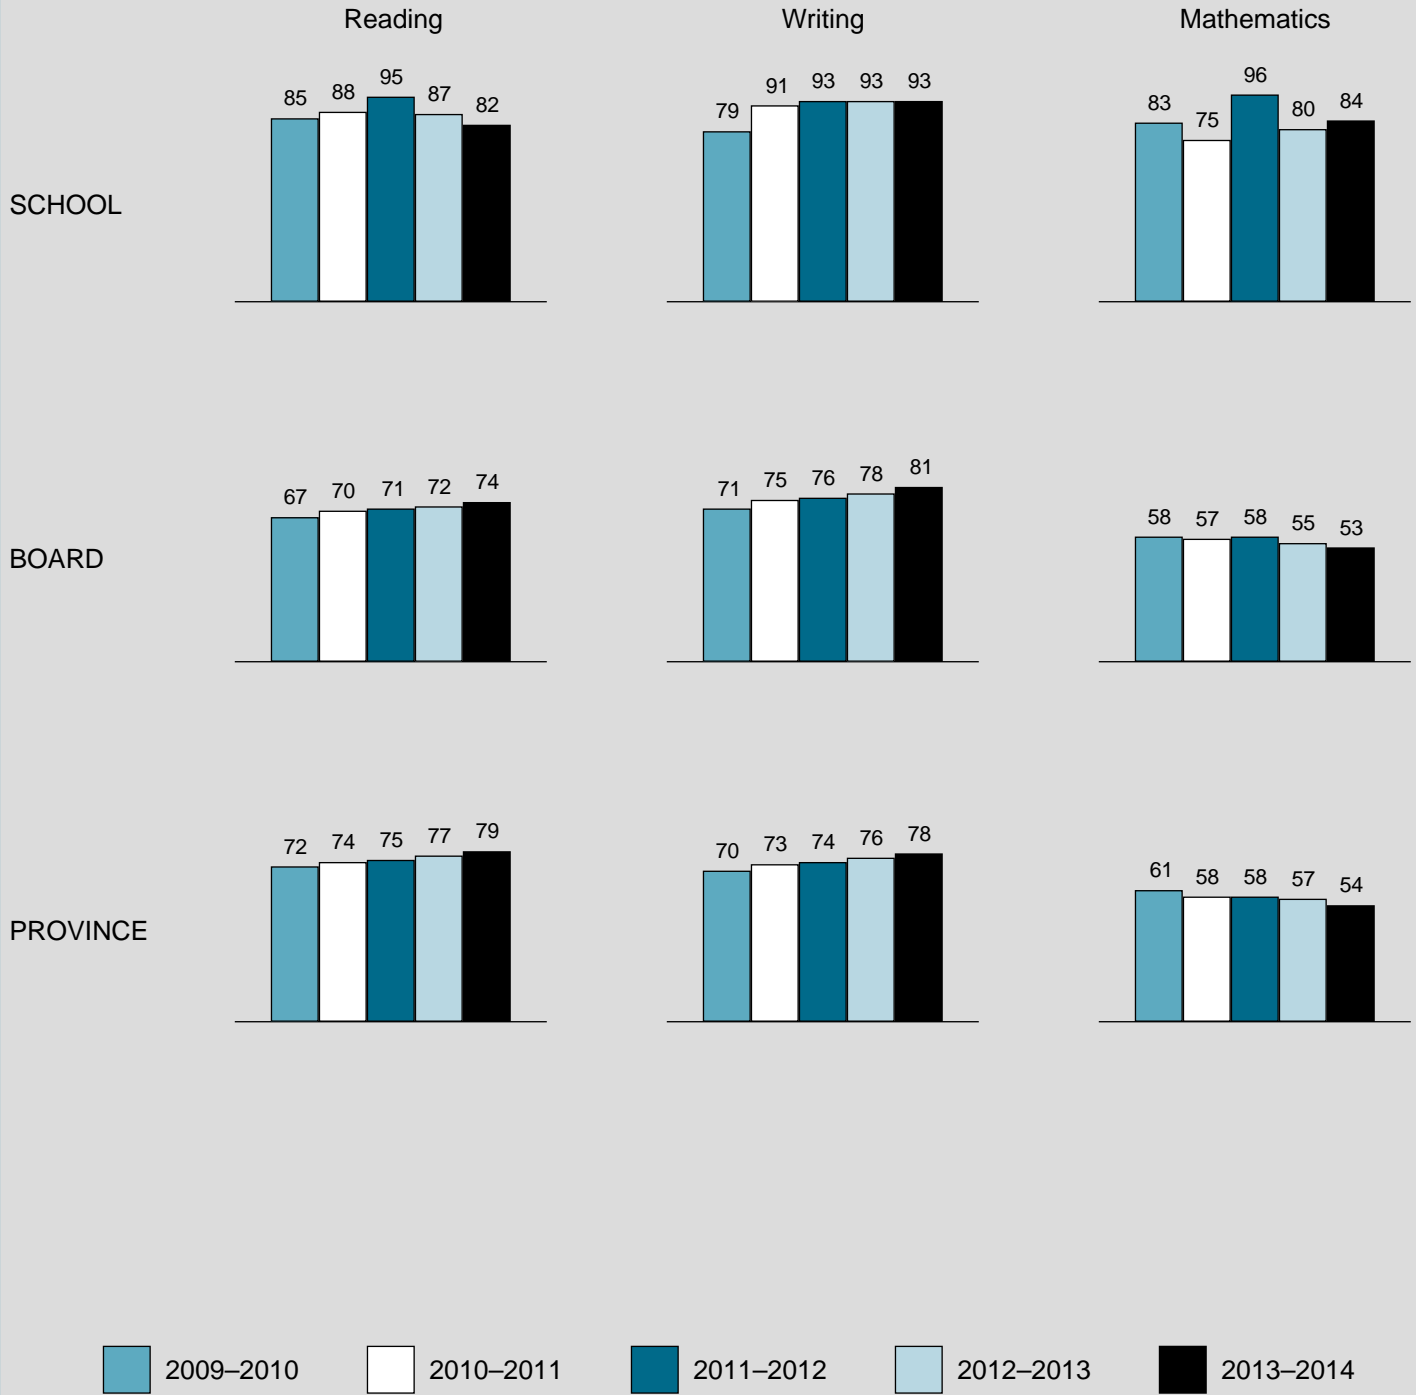 Reading Writing Mathematics
SCHOOL
85 88 95 87 82
79 91 93 93 93
83 75 96 80 84
BOARD
67 70 71 72 74
71 75 76 78 81
58 57 58 55 53
PROVINCE
72 74 75 77 79
70 73 74 76 78
61 58 58 57 54
2009–2010 2010–2011 2011–2012 2012–2013 2013–2014